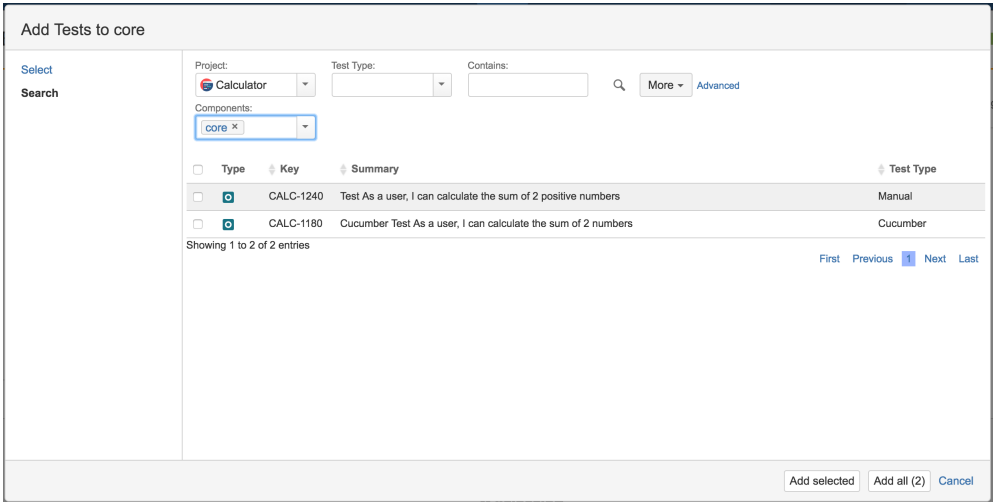 Add Tests to core
Select
Search
Project: Test Type: Contains:
Calculator More Advanced
Components:
core ×
Type Key Summary Test Type
CALC-1240 Test As a user, I can calculate the sum of 2 positive numbers Manual
CALC-1180 Cucumber Test As a user, I can calculate the sum of 2 numbers Cucumber
Showing 1 to 2 of 2 entries
First Previous 1 Next Last
Add selected Add all (2) Cancel